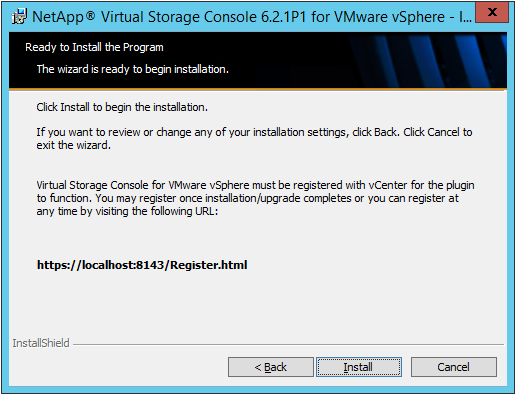 NetApp® Virtual Storage Console 6.2.1P1 for VMware vSphere - I...
Ready to Install the Program
The wizard is ready to begin installation.
Click Install to begin the installation.
If you want to review or change any of your installation settings, click Back. Click Cancel to
exit the wizard.
Virtual Storage Console for VMware vSphere must be registered with vCenter for the plugin
to function. You may register once installation/upgrade completes or you can register at
any time by visiting the following URL:
https://localhost:8143/Register.html
InstallShield
< Back
Install
Cancel